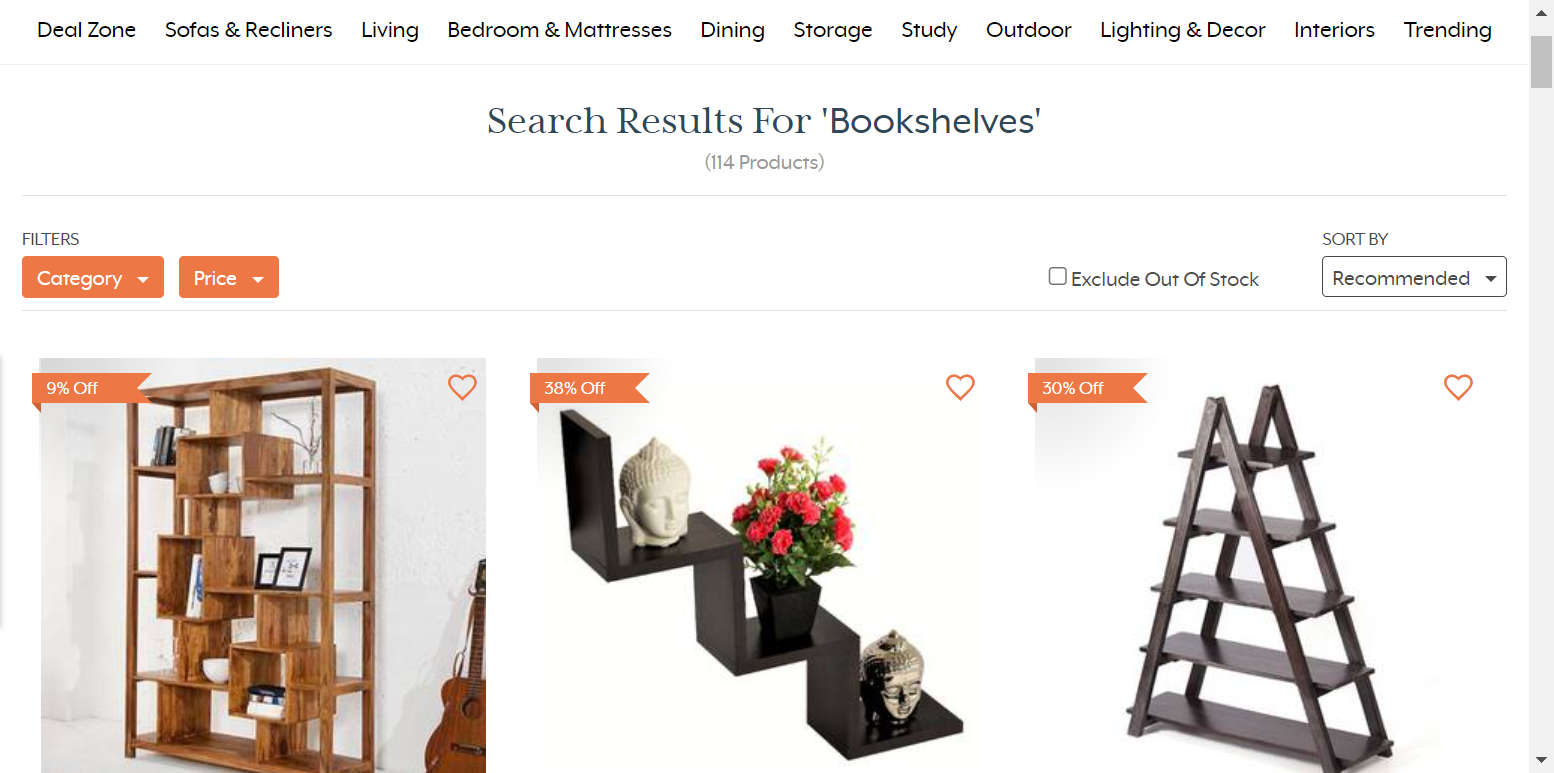 Deal Zone Sofas & Recliners Living Bedroom & Mattresses Dining Storage Study Outdoor Lighting & Decor Interiors Trending
Search Results For 'Bookshelves'
(114 Products)
FILTERS
SORT BY
Category Price
Exclude Out Of Stock
Recommended
9% Off
38% Off
30% Off